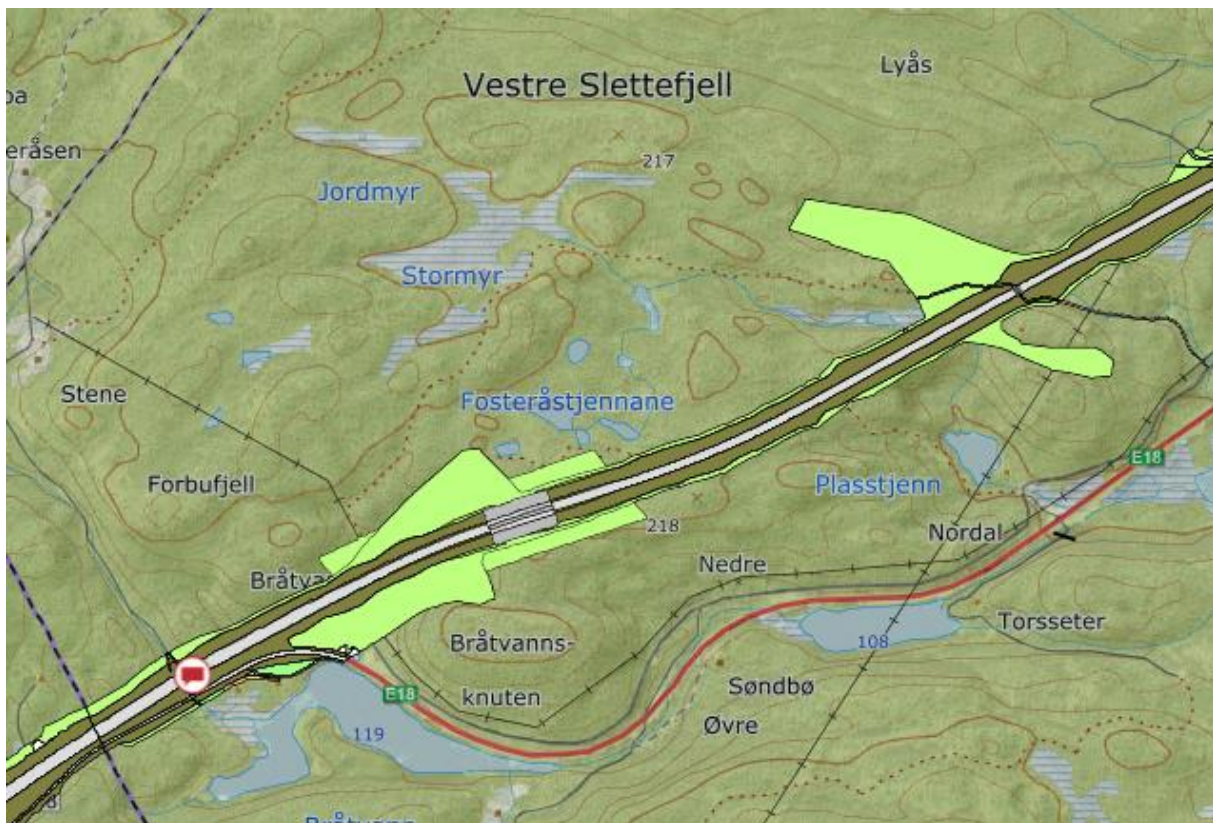 Lyås
Vestre Slettefjell
eråsen
217
Jordmyr
Stormyr
Stene
Fosteråstjennane
E18
Forbufjell
Plasstjenn
218
Nordal
Nedre
Bråtva
Torsseter
Bråtvanns-
108
Søndbø
knuten
E18
Øvre
119